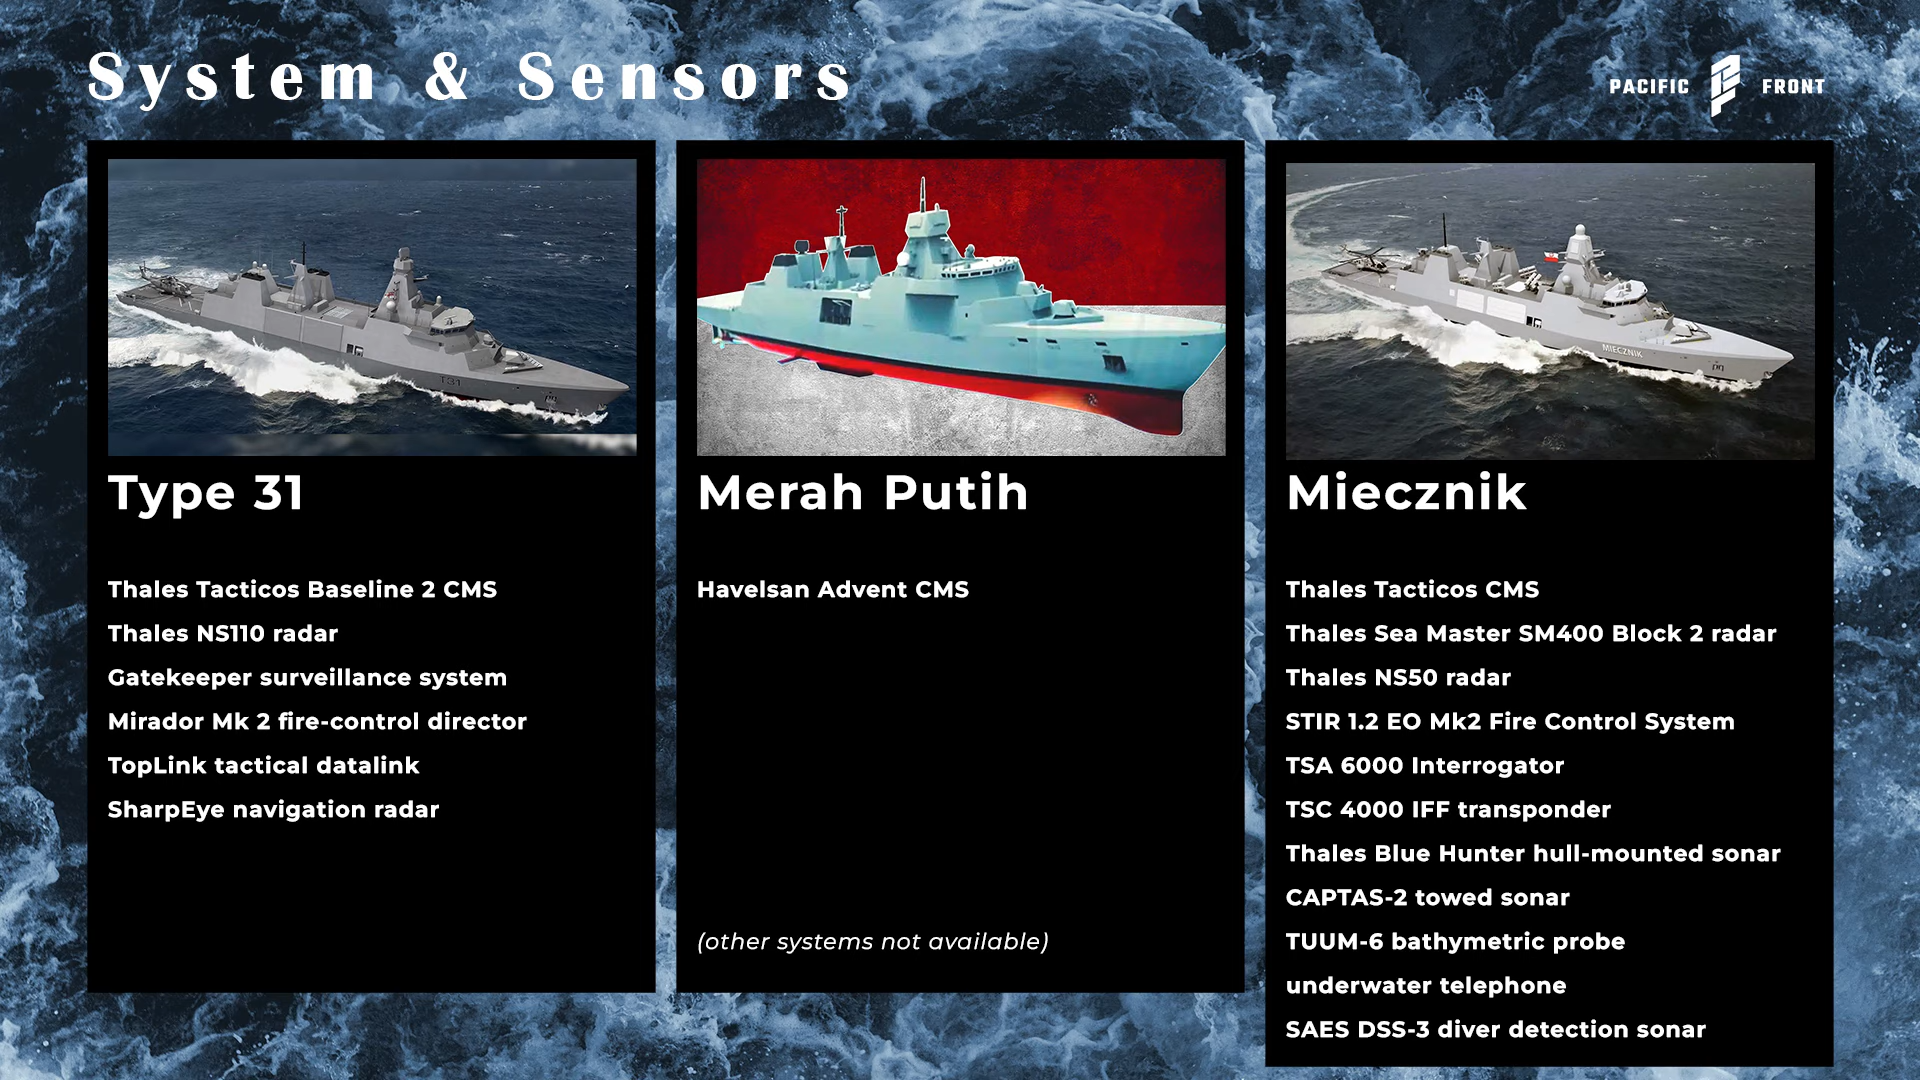 System & Sensors
PACIFIC FRONT
T31
MIECZNIK
Type 31
Thales Tacticos Baseline 2 CMS
Thales NS110 radar
Gatekeeper surveillance system
Mirador Mk 2 fire-control director
TopLink tactical datalink
SharpEye navigation radar
Merah Putih
Havelsan Advent CMS
(other systems not available)
Miecznik
Thales Tacticos CMS
Thales Sea Master SM400 Block 2 radar
Thales NS50 radar
STIR 1.2 EO Mk2 Fire Control System
TSA 6000 Interrogator
TSC 4000 IFF transponder
Thales Blue Hunter hull-mounted sonar
CAPTAS-2 towed sonar
TUUM-6 bathymetric probe
underwater telephone
SAES DSS-3 diver detection sonar